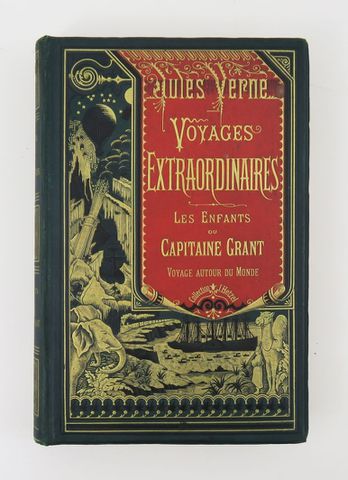 Jules Verne
Voyages
Extraordinaires
Les Enfants
du
Capitaine Grant
Voyage autour du Monde
Collection J. Hetzel